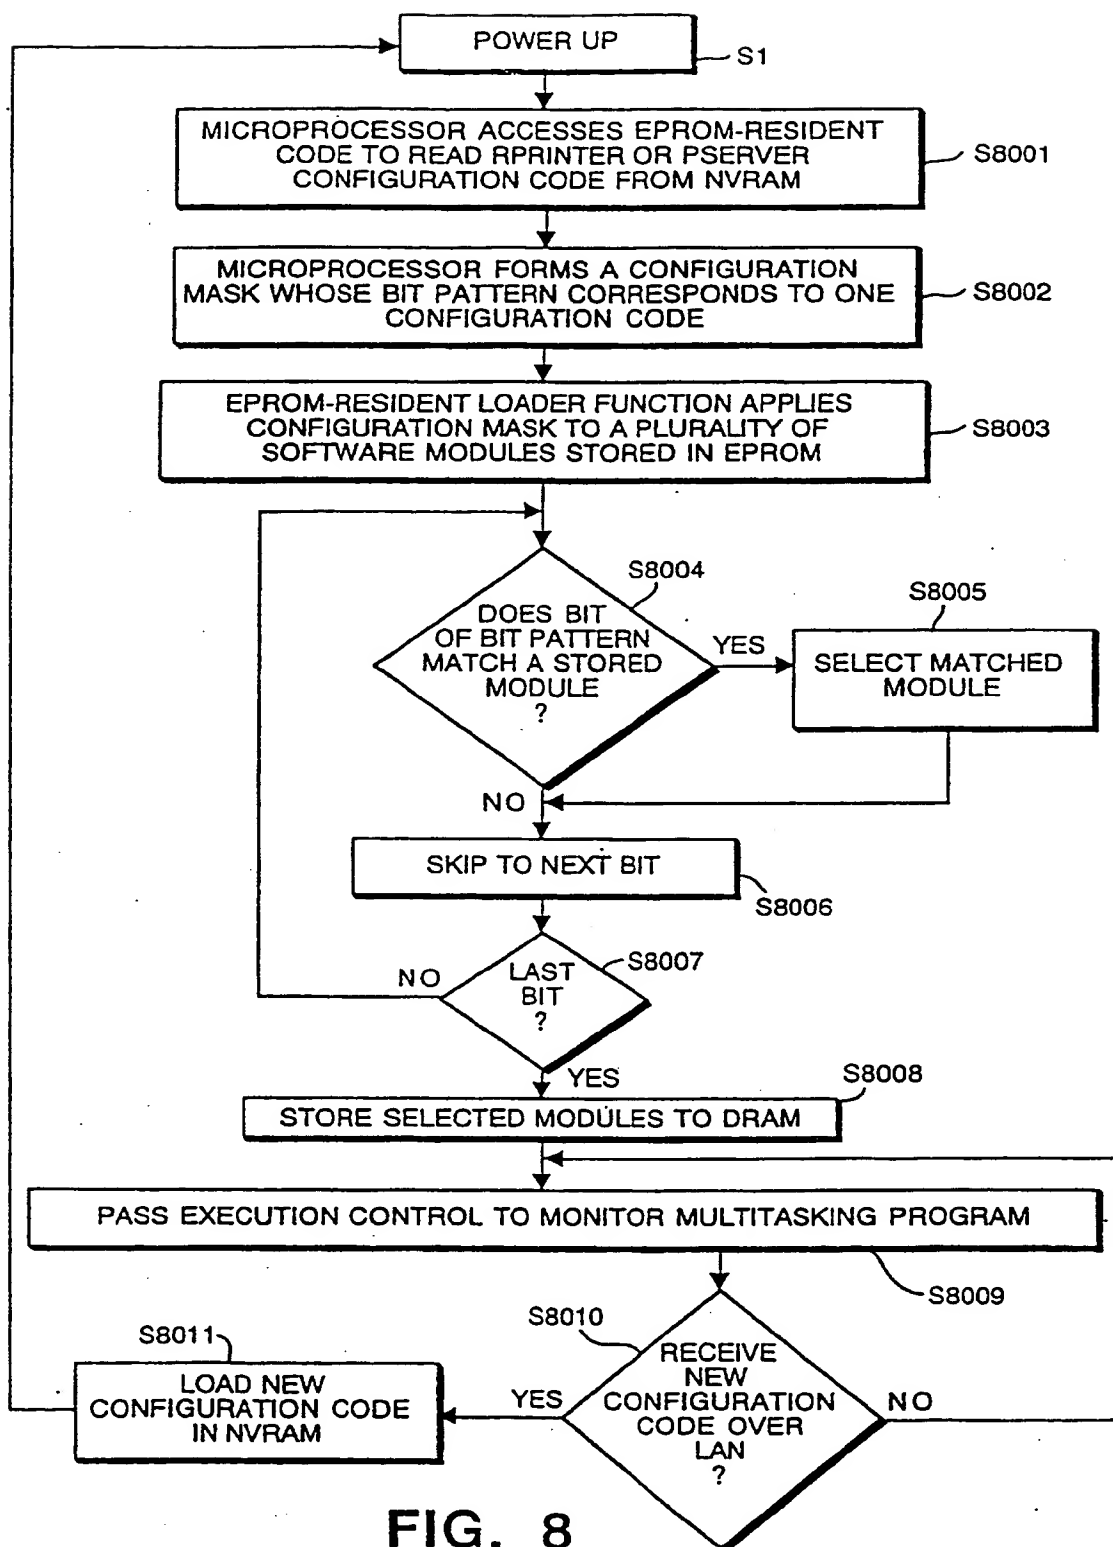 POWER UP
S1
MICROPROCESSOR ACCESSES EPROM-RESIDENT
CODE TO READ RPRINTER OR PSERVER
CONFIGURATION CODE FROM NVRAM
S8001
MICROPROCESSOR FORMS A CONFIGURATION
MASK WHOSE BIT PATTERN CORRESPONDS TO ONE
CONFIGURATION CODE
S8002
EPROM-RESIDENT LOADER FUNCTION APPLIES
CONFIGURATION MASK TO A PLURALITY OF
SOFTWARE MODULES STORED IN EPROM
S8003
S8004
DOES BIT
OF BIT PATTERN
MATCH A STORED
MODULE
?
YES
S8005
SELECT MATCHED
MODULE
NO
SKIP TO NEXT BIT
S8006
S8007
LAST
BIT
?
NO
YES
S8008
STORE SELECTED MODULES TO DRAM
PASS EXECUTION CONTROL TO MONITOR MULTITASKING PROGRAM
S8009
S8010
RECEIVE
NEW
CONFIGURATION
CODE OVER
LAN
?
YES
NO
S8011
LOAD NEW
CONFIGURATION CODE
IN NVRAM
FIG. 8